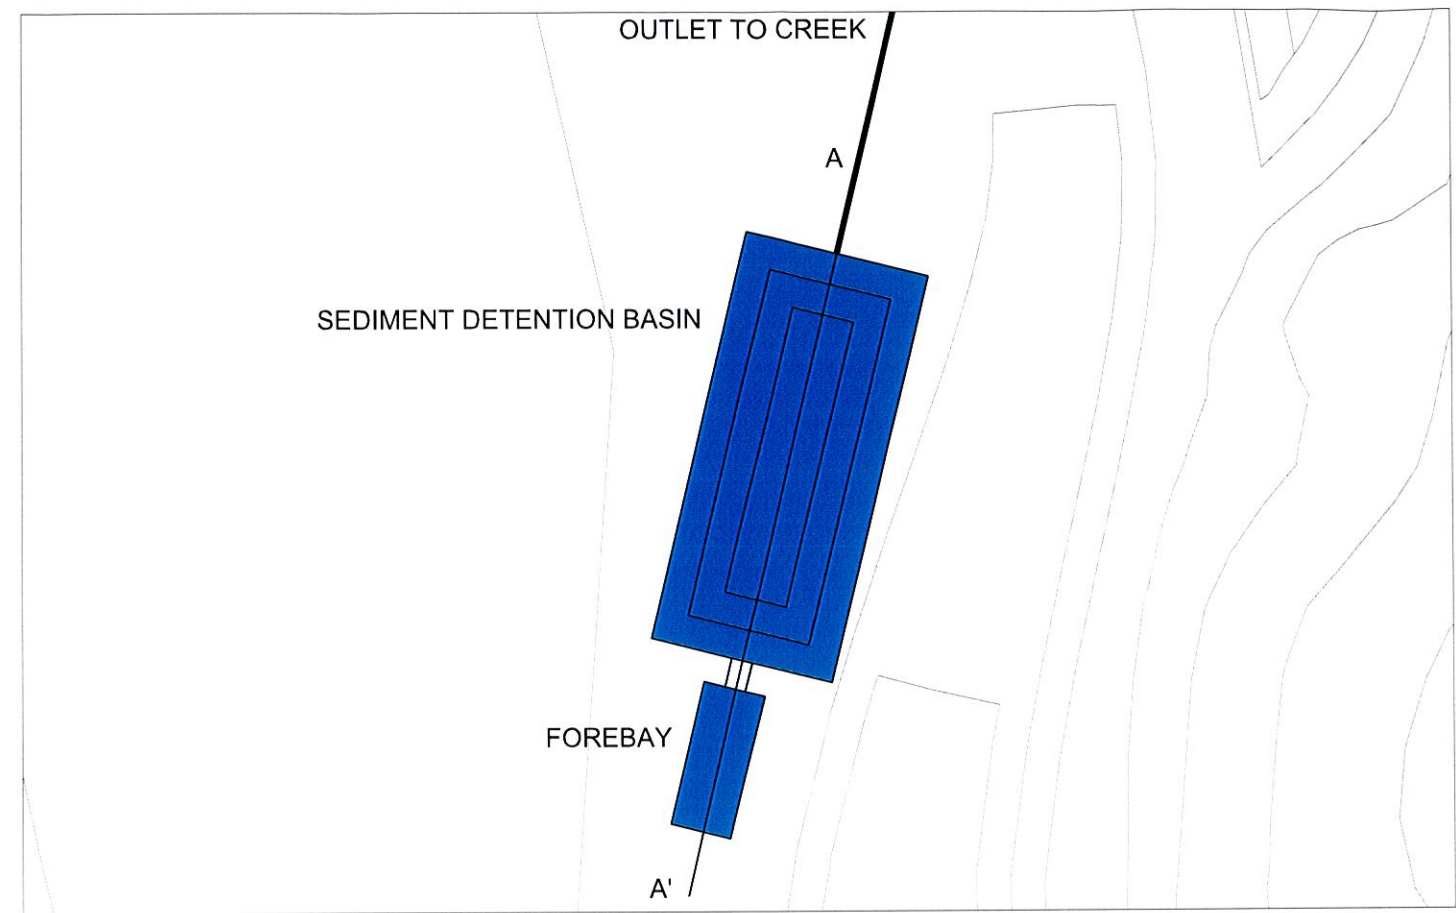 OUTLET TO CREEK
A
SEDIMENT DETENTION BASIN
FOREBAY
A'